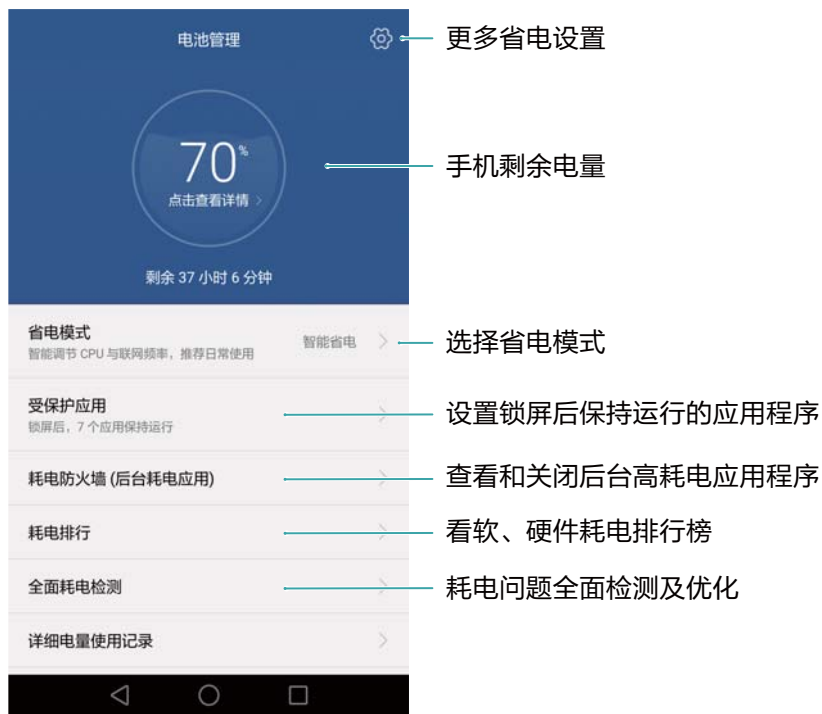 电池管理
更多省电设置
70%
点击查看详情
手机剩余电量
剩余 37 小时 6 分钟
省电模式
智能调节 CPU 与联网频率，推荐日常使用
智能省电
选择省电模式
受保护应用
锁屏后，7 个应用保持运行
设置锁屏后保持运行的应用程序
耗电防火墙 (后台耗电应用)
查看和关闭后台高耗电应用程序
耗电排行
看软、硬件耗电排行榜
全面耗电检测
耗电问题全面检测及优化
详细电量使用记录